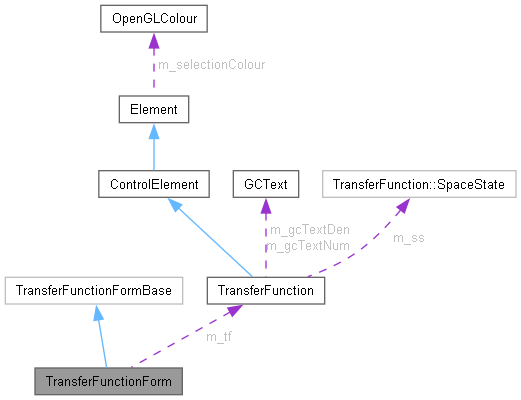 OpenGLColour
m_selectionColour
Element
ControlElement
GCText
TransferFunction::SpaceState
m_gcTextDen
m_gcTextNum
m_ss
TransferFunctionFormBase
TransferFunction
m_tf
TransferFunctionForm